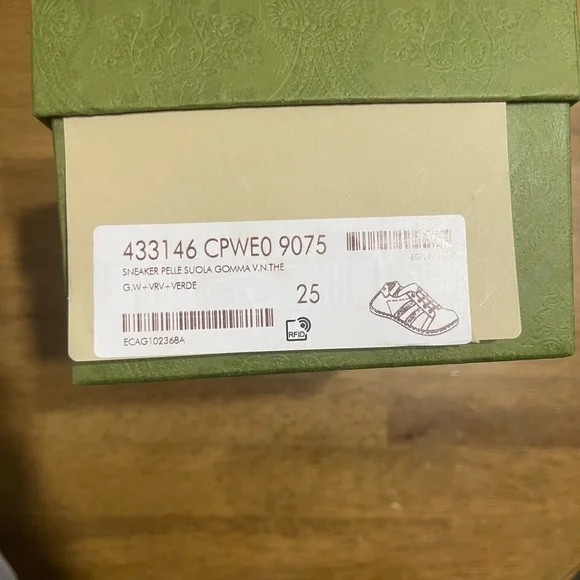 433146 CPWE0 9075
SNEAKER PELLE SUOLA GOMMA V.N.THE
G.W+VRV+VERDE
25
ECAG102368A
RFID